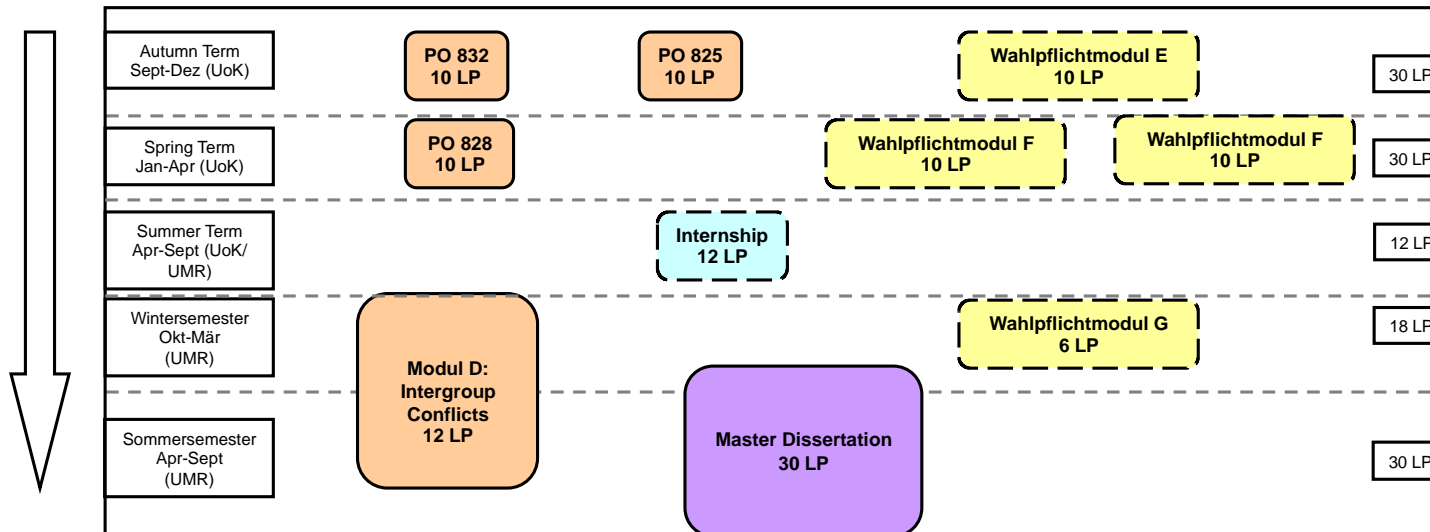 Autumn Term
Sept-Dez (UoK)
PO 832
10 LP
PO 825
10 LP
Wahlpflichtmodul E
10 LP
30 LP
Spring Term
Jan-Apr (UoK)
PO 828
10 LP
Wahlpflichtmodul F
10 LP
Wahlpflichtmodul F
10 LP
30 LP
Summer Term
Apr-Sept (UoK/
UMR)
Internship
12 LP
12 LP
Wintersemester
Okt-Mär
(UMR)
Modul D:
Intergroup
Conflicts
12 LP
Wahlpflichtmodul G
6 LP
18 LP
Sommersemester
Apr-Sept
(UMR)
Master Dissertation
30 LP
30 LP